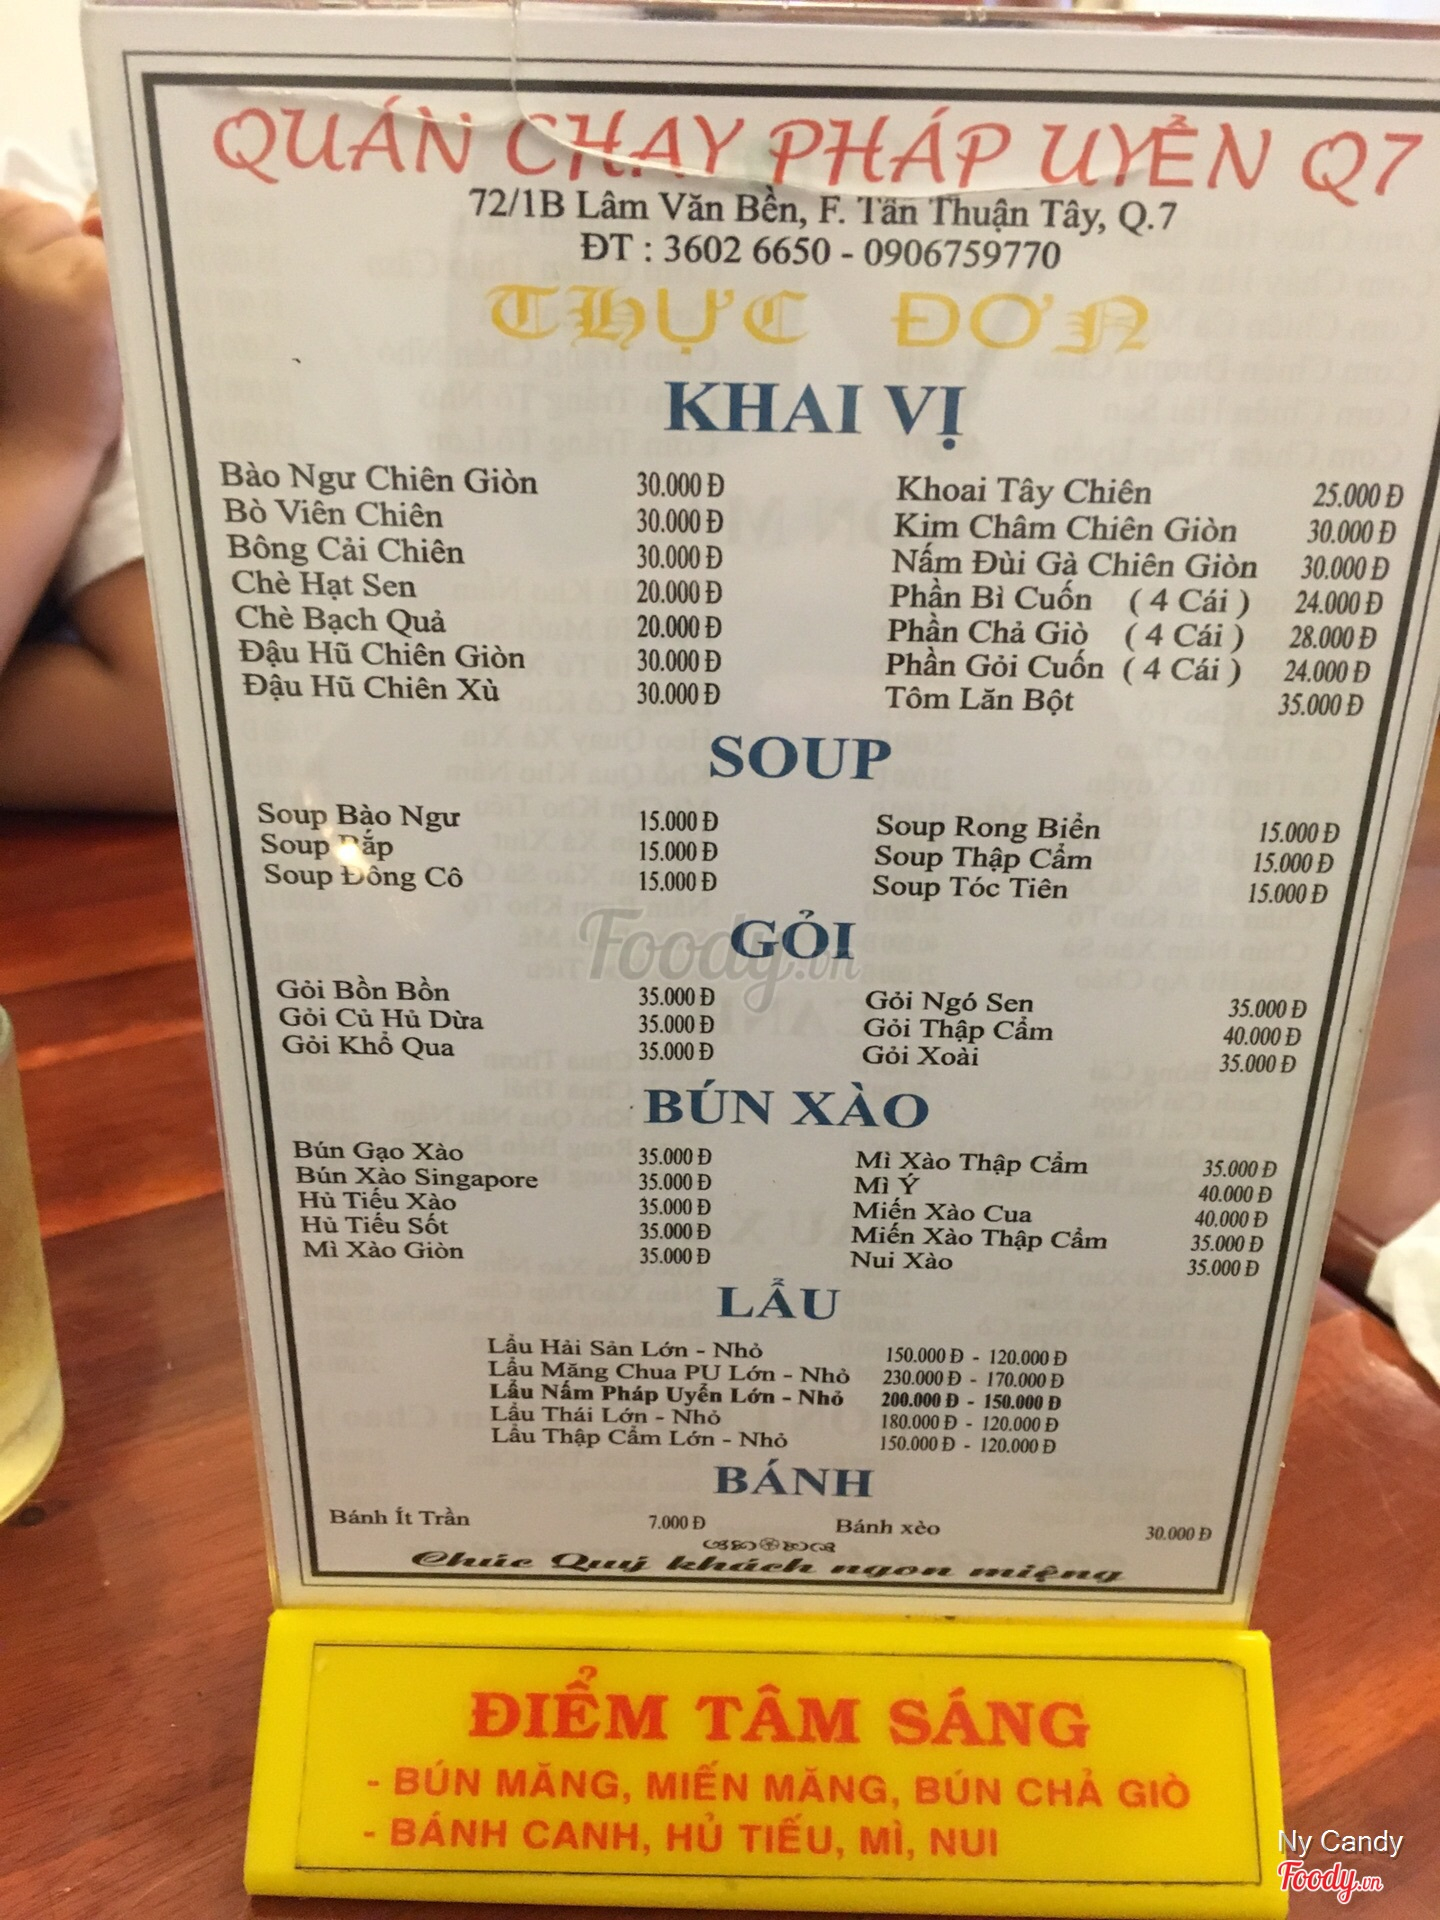 QUÁN CHAY PHÁP UYỂN Q7
72/1B Lâm Văn Bền, F. Tân Thuận Tây, Q.7
ĐT : 3602 6650 - 0906759770
THỰC ĐƠN
KHAI VỊ
Bào Ngư Chiên Giòn 30.000 Đ Khoai Tây Chiên 25.000 Đ
Bò Viên Chiên 30.000 Đ Kim Châm Chiên Giòn 30.000 Đ
Bông Cải Chiên 30.000 Đ Nấm Đùi Gà Chiên Giòn 30.000 Đ
Chè Hạt Sen 20.000 Đ Phần Bì Cuốn ( 4 Cái ) 24.000 Đ
Chè Bạch Quả 20.000 Đ Phần Chả Giò ( 4 Cái ) 28.000 Đ
Đậu Hũ Chiên Giòn 30.000 Đ Phần Gỏi Cuốn ( 4 Cái ) 24.000 Đ
Đậu Hũ Chiên Xù 30.000 Đ Tôm Lăn Bột 35.000 Đ
SOUP
Soup Bào Ngư 15.000 Đ Soup Rong Biển 15.000 Đ
Soup Bắp 15.000 Đ Soup Thập Cẩm 15.000 Đ
Soup Đông Cô 15.000 Đ Soup Tóc Tiên 15.000 Đ
GỎI
Gỏi Bồn Bồn 35.000 Đ Gỏi Ngó Sen 35.000 Đ
Gỏi Củ Hủ Dừa 35.000 Đ Gỏi Thập Cẩm 40.000 Đ
Gỏi Khổ Qua 35.000 Đ Gỏi Xoài 35.000 Đ
BÚN XÀO
Bún Gạo Xào 35.000 Đ Mì Xào Thập Cẩm 35.000 Đ
Bún Xào Singapore 35.000 Đ Mì Ý 40.000 Đ
Hủ Tiếu Xào 35.000 Đ Miến Xào Cua 40.000 Đ
Hủ Tiếu Sốt 35.000 Đ Miến Xào Thập Cẩm 35.000 Đ
Mì Xào Giòn 35.000 Đ Nui Xào 35.000 Đ
LẨU
Lẩu Hải Sản Lớn - Nhỏ 150.000 Đ - 120.000 Đ
Lẩu Măng Chua PU Lớn - Nhỏ 230.000 Đ - 170.000 Đ
Lẩu Nấm Pháp Uyển Lớn - Nhỏ 200.000 Đ - 150.000 Đ
Lẩu Thái Lớn - Nhỏ 180.000 Đ - 120.000 Đ
Lẩu Thập Cẩm Lớn - Nhỏ 150.000 Đ - 120.000 Đ
BÁNH
Bánh Ít Trần 7.000 Đ Bánh xèo 30.000 Đ
Chúc Quý khách ngon miệng
ĐIỂM TÂM SÁNG
- BÚN MĂNG, MIẾN MĂNG, BÚN CHẢ GIÒ
- BÁNH CANH, HỦ TIẾU, MÌ, NUI
Foody.vn
Ny Candy
Foody.vn